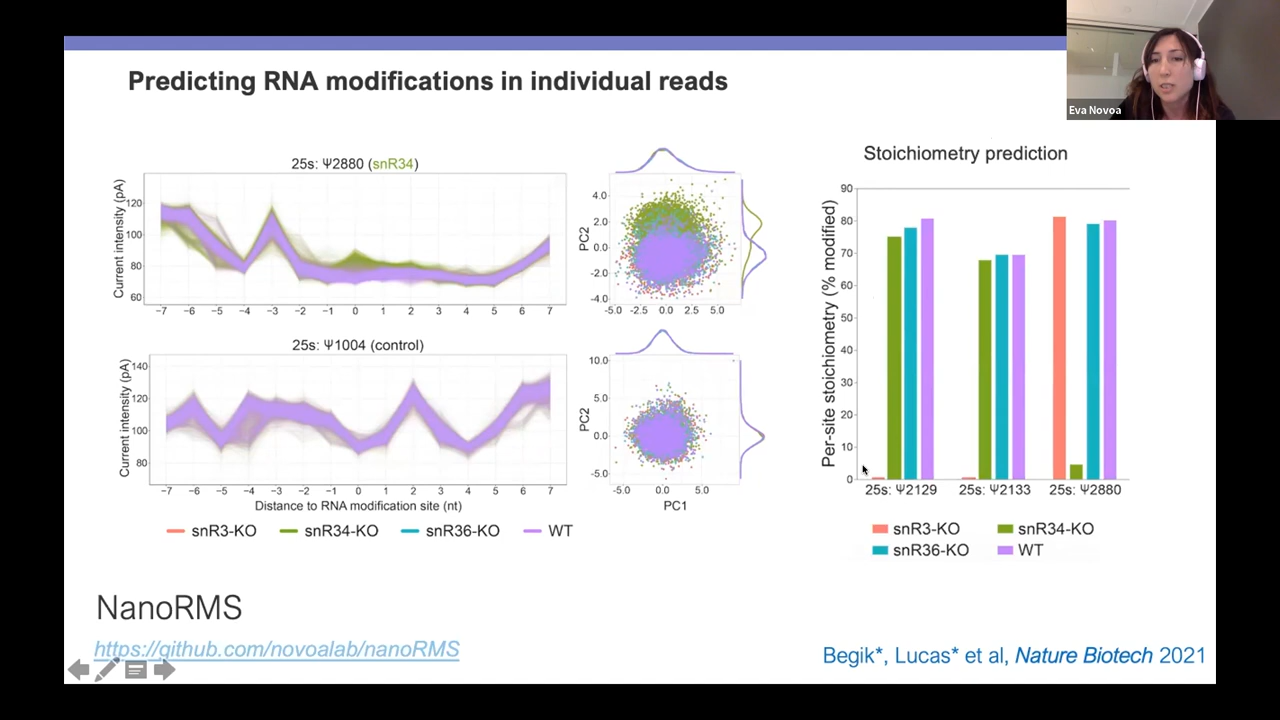 Predicting RNA modifications in individual reads
Eva Novoa
25s: Ψ2880 (snR34)
Current intensity (pA)
120
100
80
60
−7 −6 −5 −4 −3 −2 −1 0 1 2 3 4 5 6 7
PC2
4.0
2.0
0.0
−2.0
−4.0
-5.0 −2.5 0.0 2.5 5.0
25s: Ψ1004 (control)
Current intensity (pA)
140
120
100
80
−7 −6 −5 −4 −3 −2 −1 0 1 2 3 4 5 6 7
Distance to RNA modification site (nt)
PC2
10.0
5.0
0.0
-5.0
-5.0 0.0 5.0
PC1
snR3-KO snR34-KO snR36-KO WT
Stoichiometry prediction
Per-site stoichiometry (% modified)
90
80
70
60
50
40
30
20
10
0
25s: Ψ2129 25s: Ψ2133 25s: Ψ2880
snR3-KO snR34-KO
snR36-KO WT
NanoRMS
https://github.com/novoalab/nanoRMS
Begik*, Lucas* et al, Nature Biotech 2021